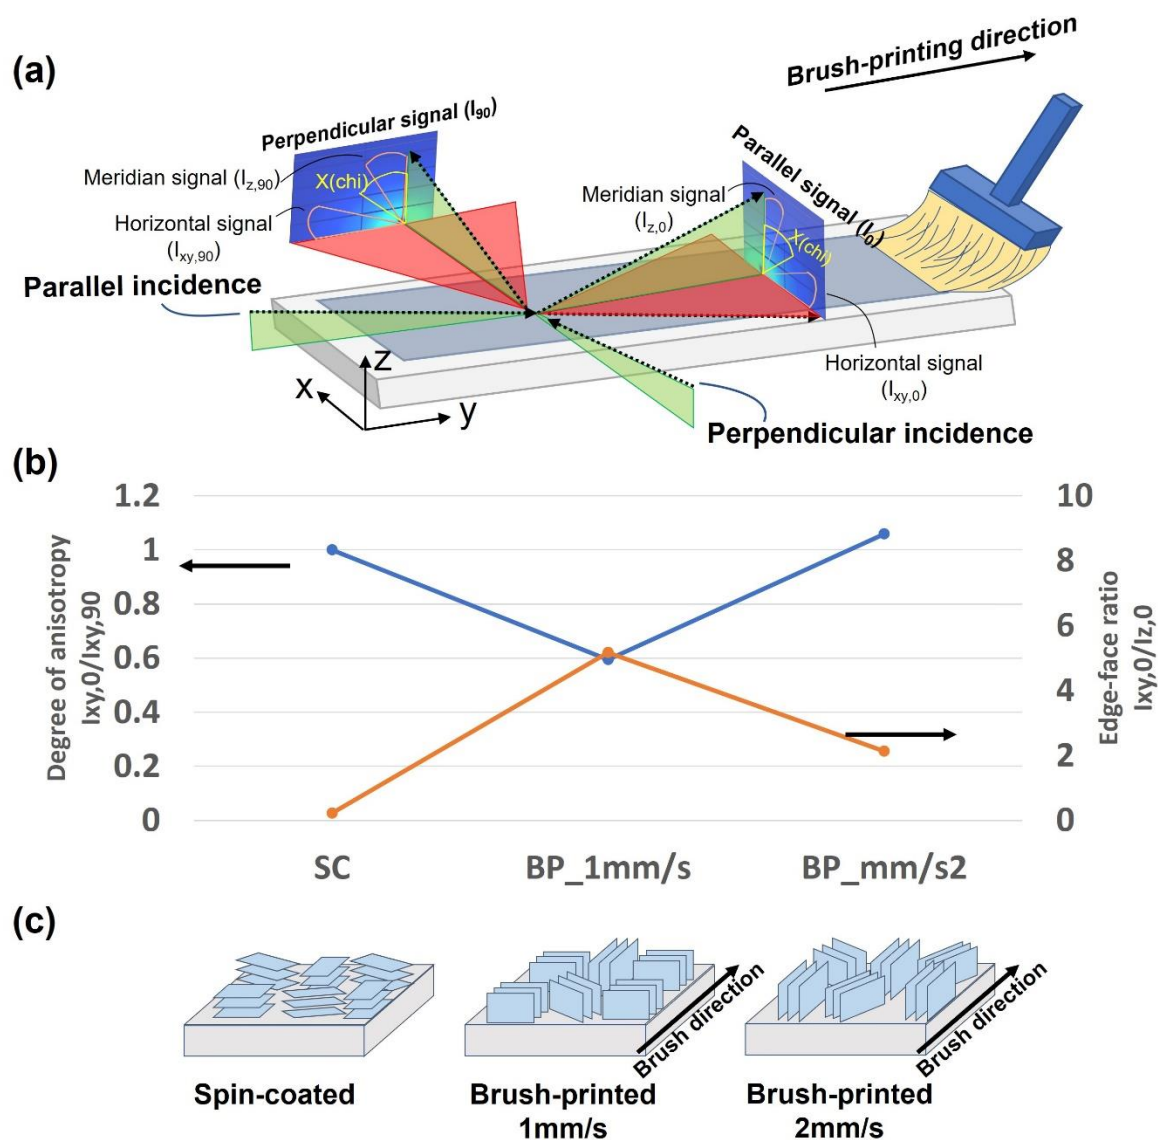 (a)
Brush-printing direction
Perpendicular signal (I90)
Meridian signal (Iz,90)
X(chi)
Horizontal signal
(Ixy,90)
Parallel incidence
Parallel signal (I0)
Meridian signal
(Iz,0)
X(chi)
Horizontal signal
(Ixy,0)
Perpendicular incidence
z
x
y
(b)
Degree of anisotropy
Ixy,0/Ixy,90
1.2
1
0.8
0.6
0.4
0.2
0
10
8
6
4
2
0
Edge-face ratio
Ixy,0/Iz,0
SC
BP_1mm/s
BP_mm/s2
(c)
Brush direction
Brush direction
Spin-coated
Brush-printed
1mm/s
Brush-printed
2mm/s